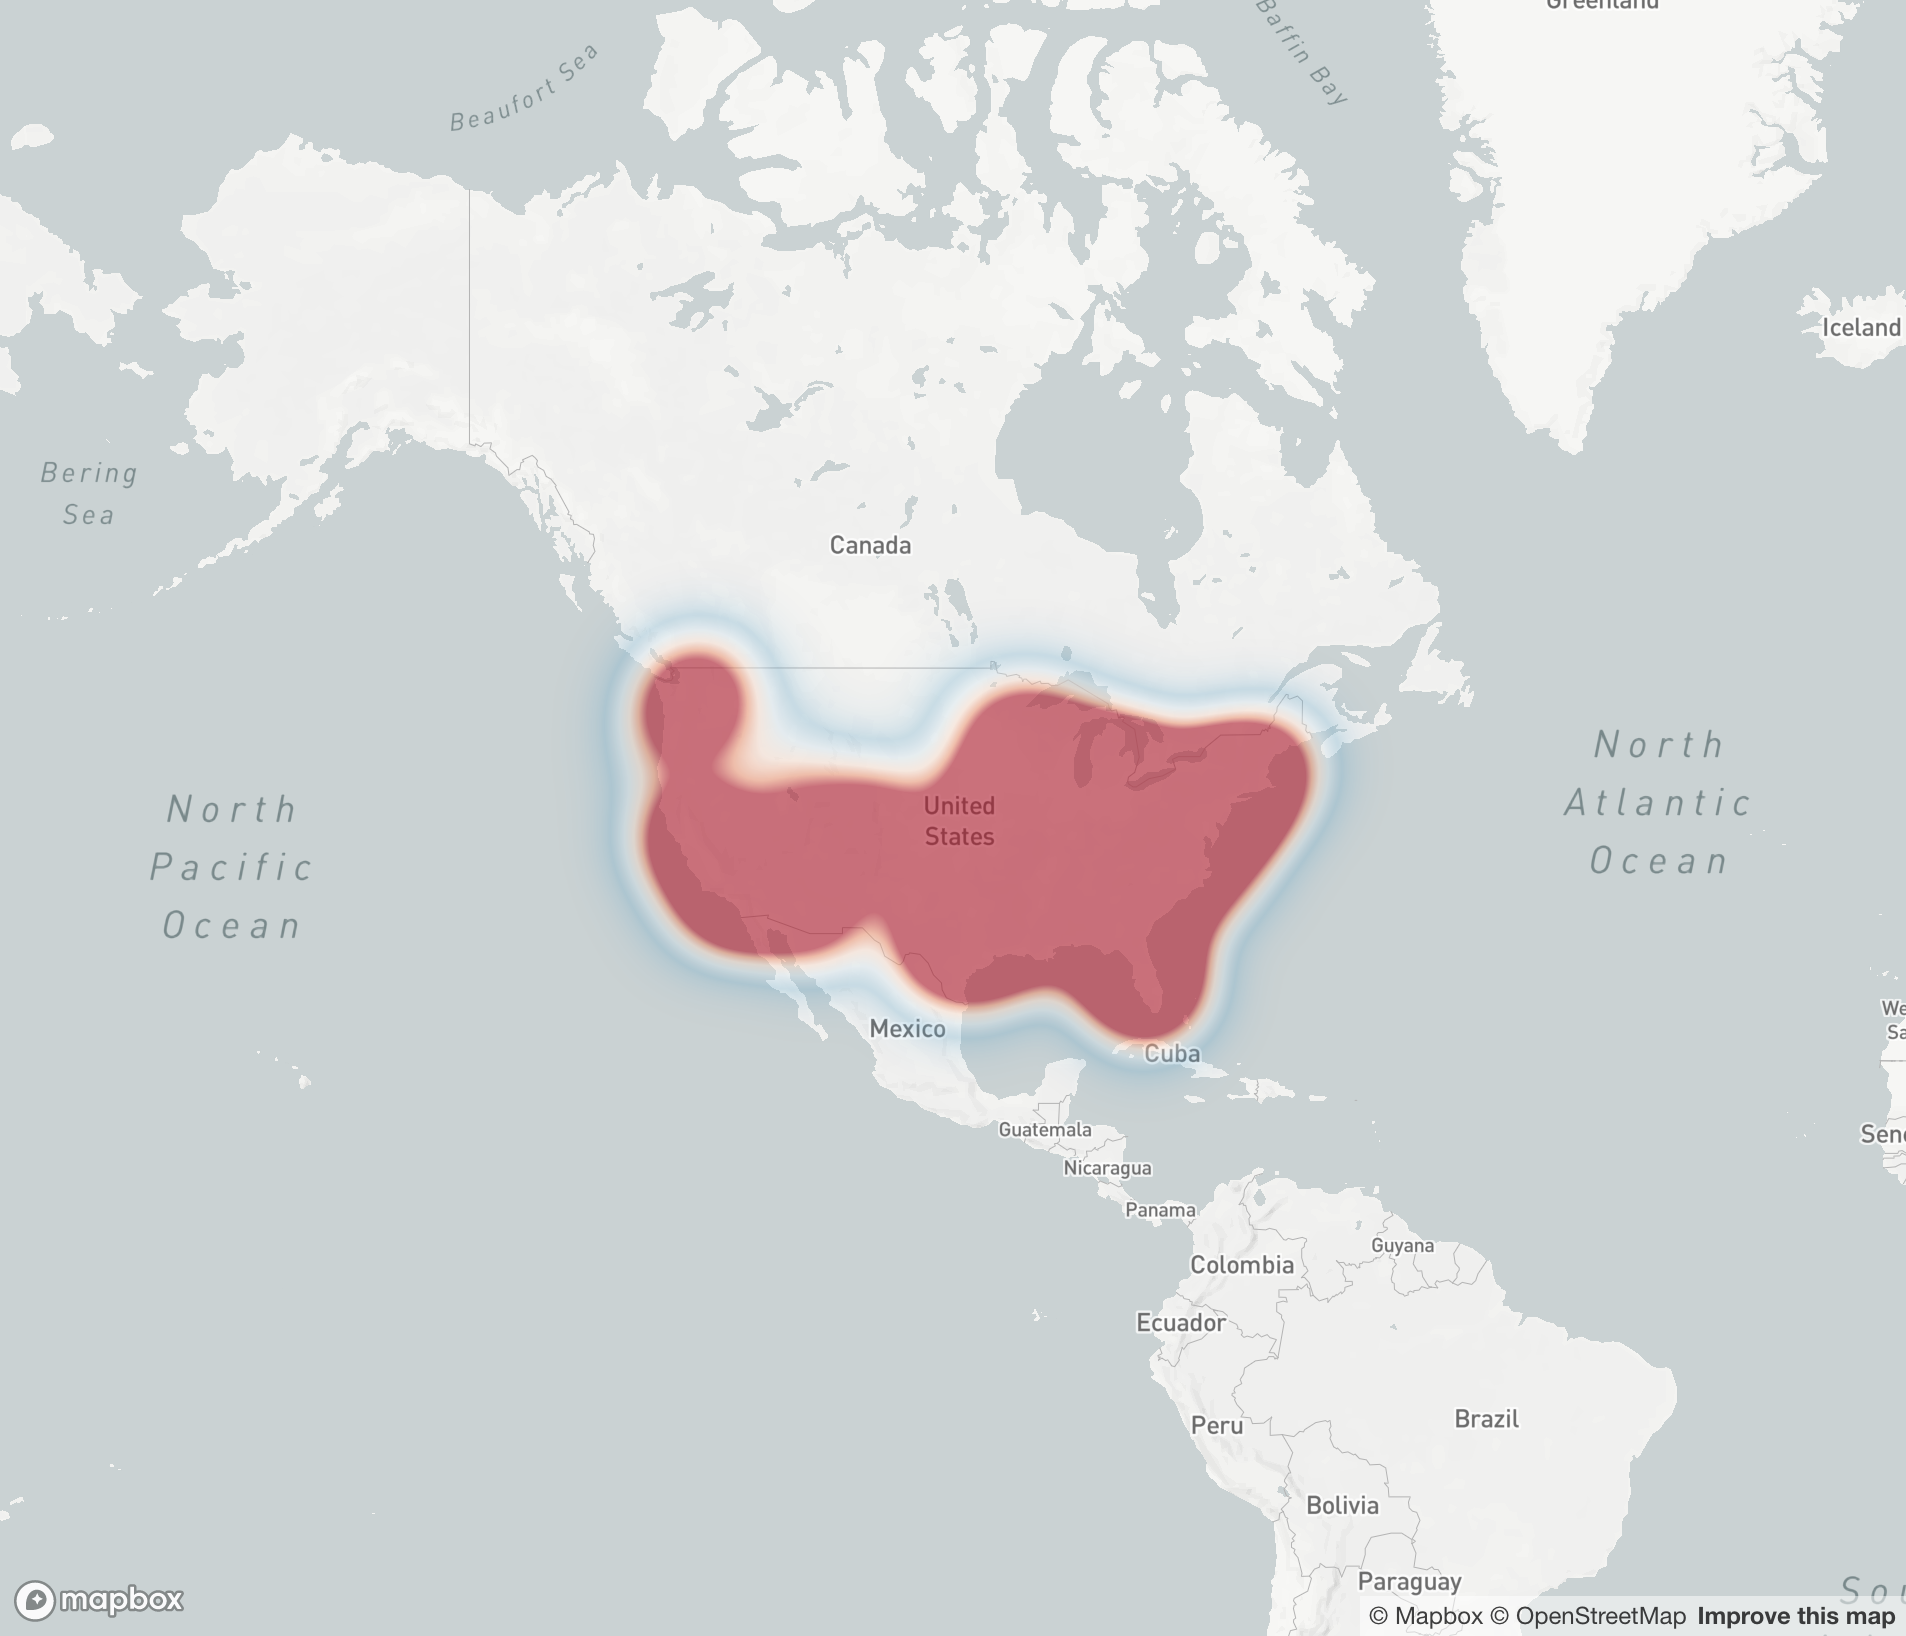 Greenland
Baffin Bay
Beaufort Sea
Iceland
Bering
Sea
Canada
North
Pacific
Ocean
United
States
North
Atlantic
Ocean
Mexico
Cuba
We
Sa
Guatemala
Nicaragua
Panama
Sene
Guyana
Colombia
Ecuador
Peru
Brazil
Bolivia
Paraguay
Sou
mapbox
© Mapbox © OpenStreetMap Improve this map